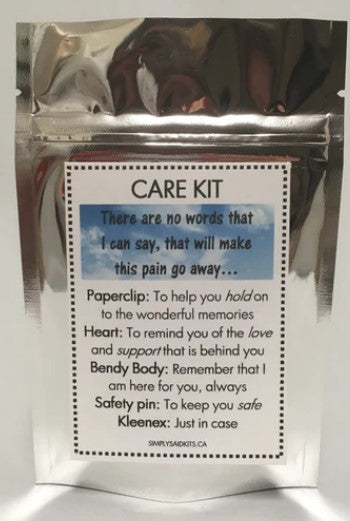 CARE KIT
There are no words that
I can say, that will make
this pain go away...
Paperclip: To help you hold on
to the wonderful memories
Heart: To remind you of the love
and support that is behind you
Bendy Body: Remember that I
am here for you, always
Safety pin: To keep you safe
Kleenex: Just in case
SIMPLYSAIDKITS.CA